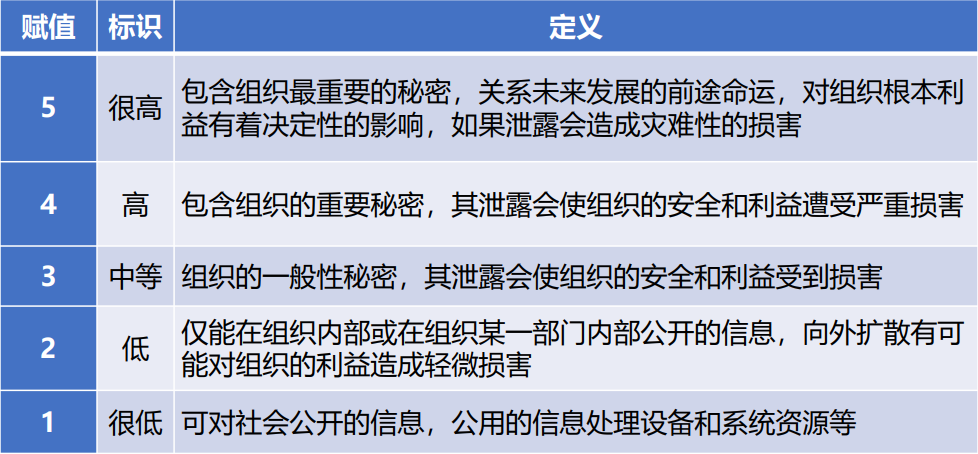 赋值 标识 定义
5 很高 包含组织最重要的秘密，关系未来发展的前途命运，对组织根本利
益有着决定性的影响，如果泄露会造成灾难性的损害
4 高 包含组织的重要秘密，其泄露会使组织的安全和利益遭受严重损害
3 中等 组织的一般性秘密，其泄露会使组织的安全和利益受到损害
2 低 仅能在组织内部或在组织某一部门内部公开的信息，向外扩散有可
能对组织的利益造成轻微损害
1 很低 可对社会公开的信息，公用的信息处理设备和系统资源等